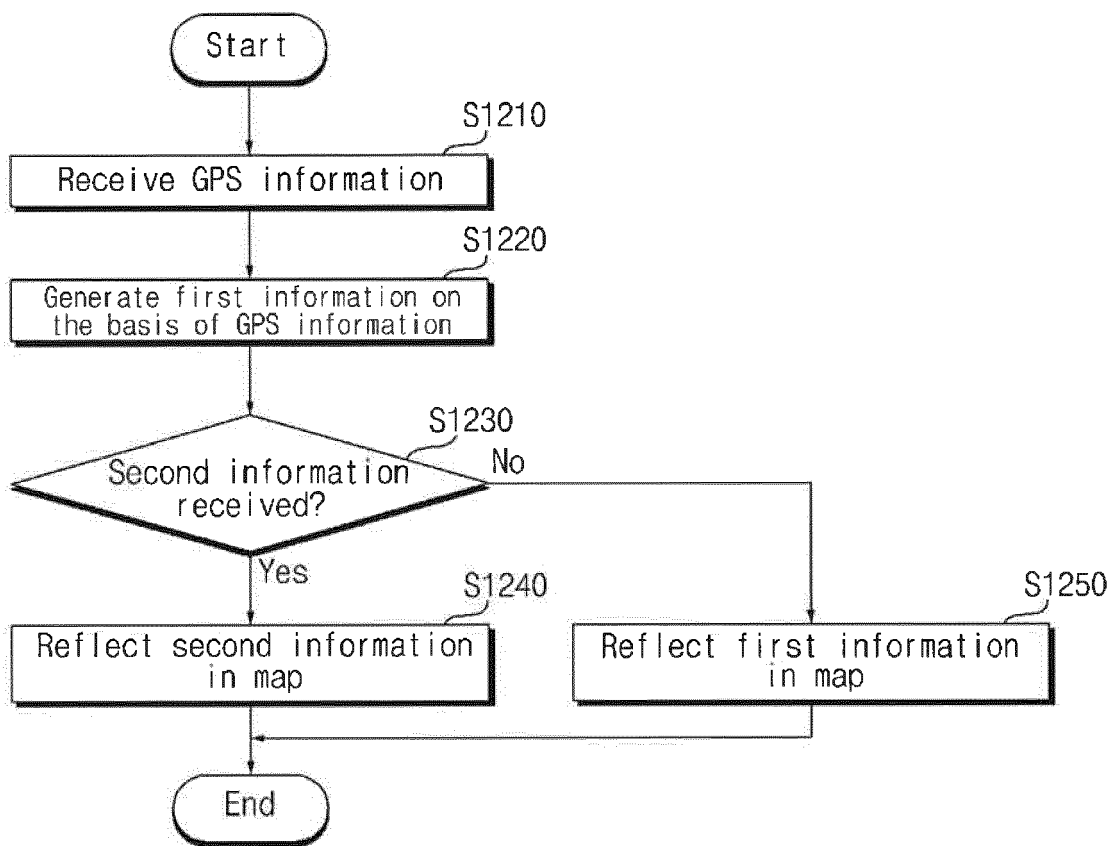 Start
S1210
Receive GPS information
S1220
Generate first information on
the basis of GPS information
S1230
Second information
received?
No
Yes
S1240
Reflect second information
in map
S1250
Reflect first information
in map
End